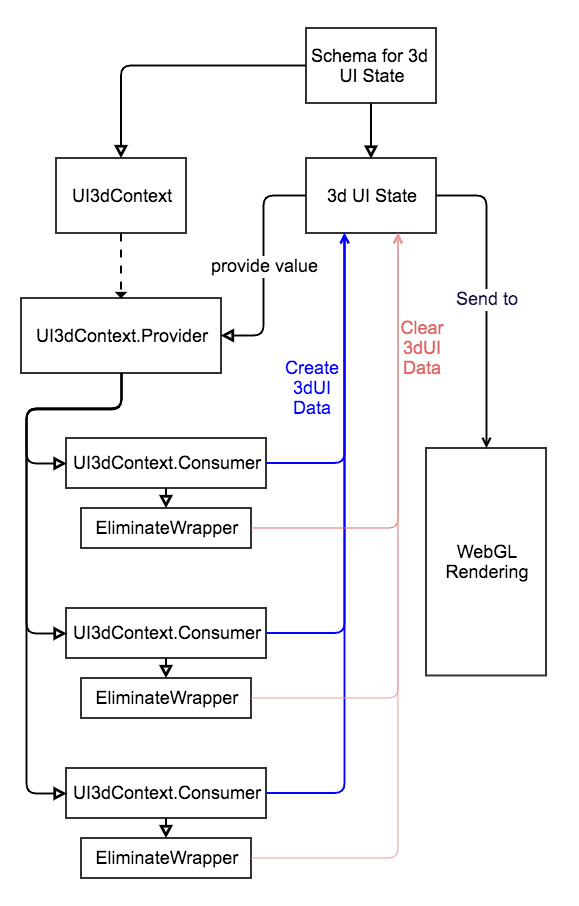 Schema for 3d
UI State
UI3dContext
3d UI State
provide value
Send to
UI3dContext.Provider
Clear
3dUI
Data
Create
3dUI
Data
UI3dContext.Consumer
EliminateWrapper
WebGL
Rendering
UI3dContext.Consumer
EliminateWrapper
UI3dContext.Consumer
EliminateWrapper